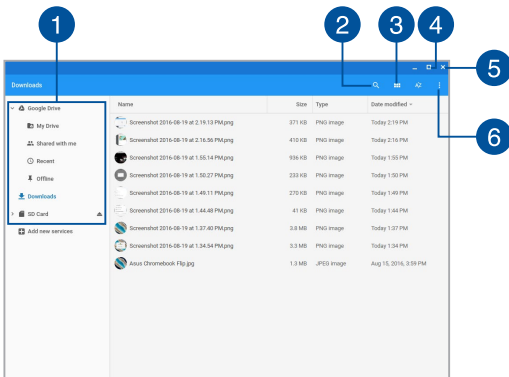 1 2 3 4
5
Downloads
AZ
6
Google Drive
My Drive
Shared with me
Recent
Offline
Downloads
SD Card
Add new services
Name Size Type Date modified
Screenshot 2016-08-19 at 2.19.13 PM.png 371 KB PNG image Today 2:19 PM
Screenshot 2016-08-19 at 2.16.56 PM.png 410 KB PNG image Today 2:16 PM
Screenshot 2016-08-19 at 1.55.14 PM.png 936 KB PNG image Today 1:55 PM
Screenshot 2016-08-19 at 1.50.27 PM.png 233 KB PNG image Today 1:50 PM
Screenshot 2016-08-19 at 1.49.11 PM.png 270 KB PNG image Today 1:49 PM
Screenshot 2016-08-19 at 1.44.48 PM.png 41 KB PNG image Today 1:44 PM
Screenshot 2016-08-19 at 1.37.40 PM.png 3.8 MB PNG image Today 1:37 PM
Screenshot 2016-08-19 at 1.34.54 PM.png 3.3 MB PNG image Today 1:34 PM
Asus Chromebook Flip.jpg 1.3 MB JPEG image Aug 15, 2016, 3:59 PM